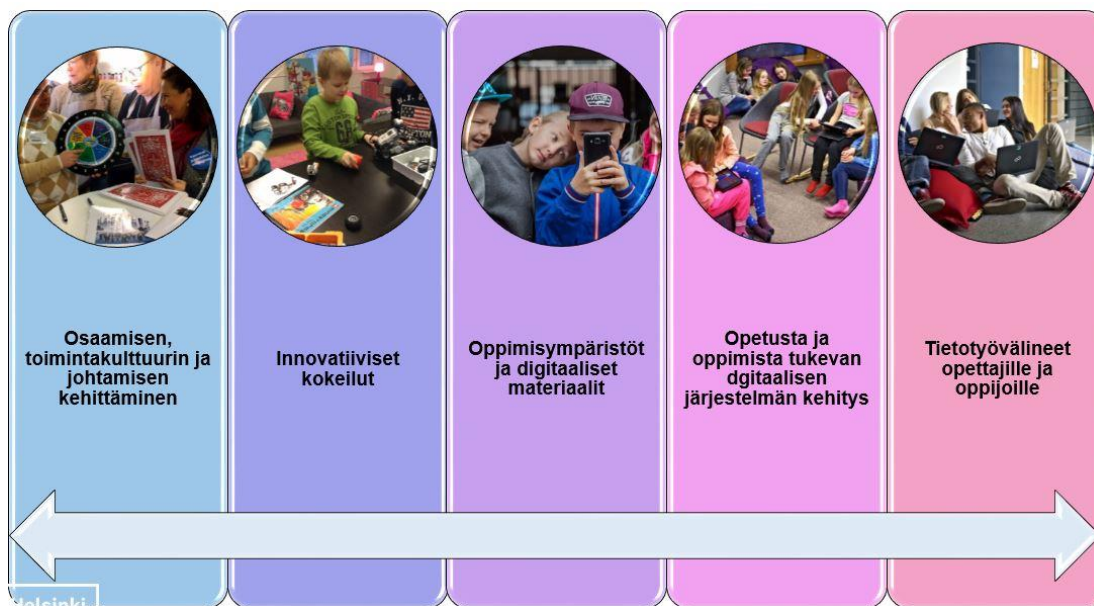 Osaamisen,
toimintakulttuurin ja
johtamisen
kehittäminen
Innovatiiviset
kokeilut
Oppimisympäristöt
ja digitaaliset
materiaalit
Opetusta ja
oppimista tukevan
dgitaalisen
järjestelmän kehitys
Tietotyövälineet
opettajille ja
oppijoille
Helsinki